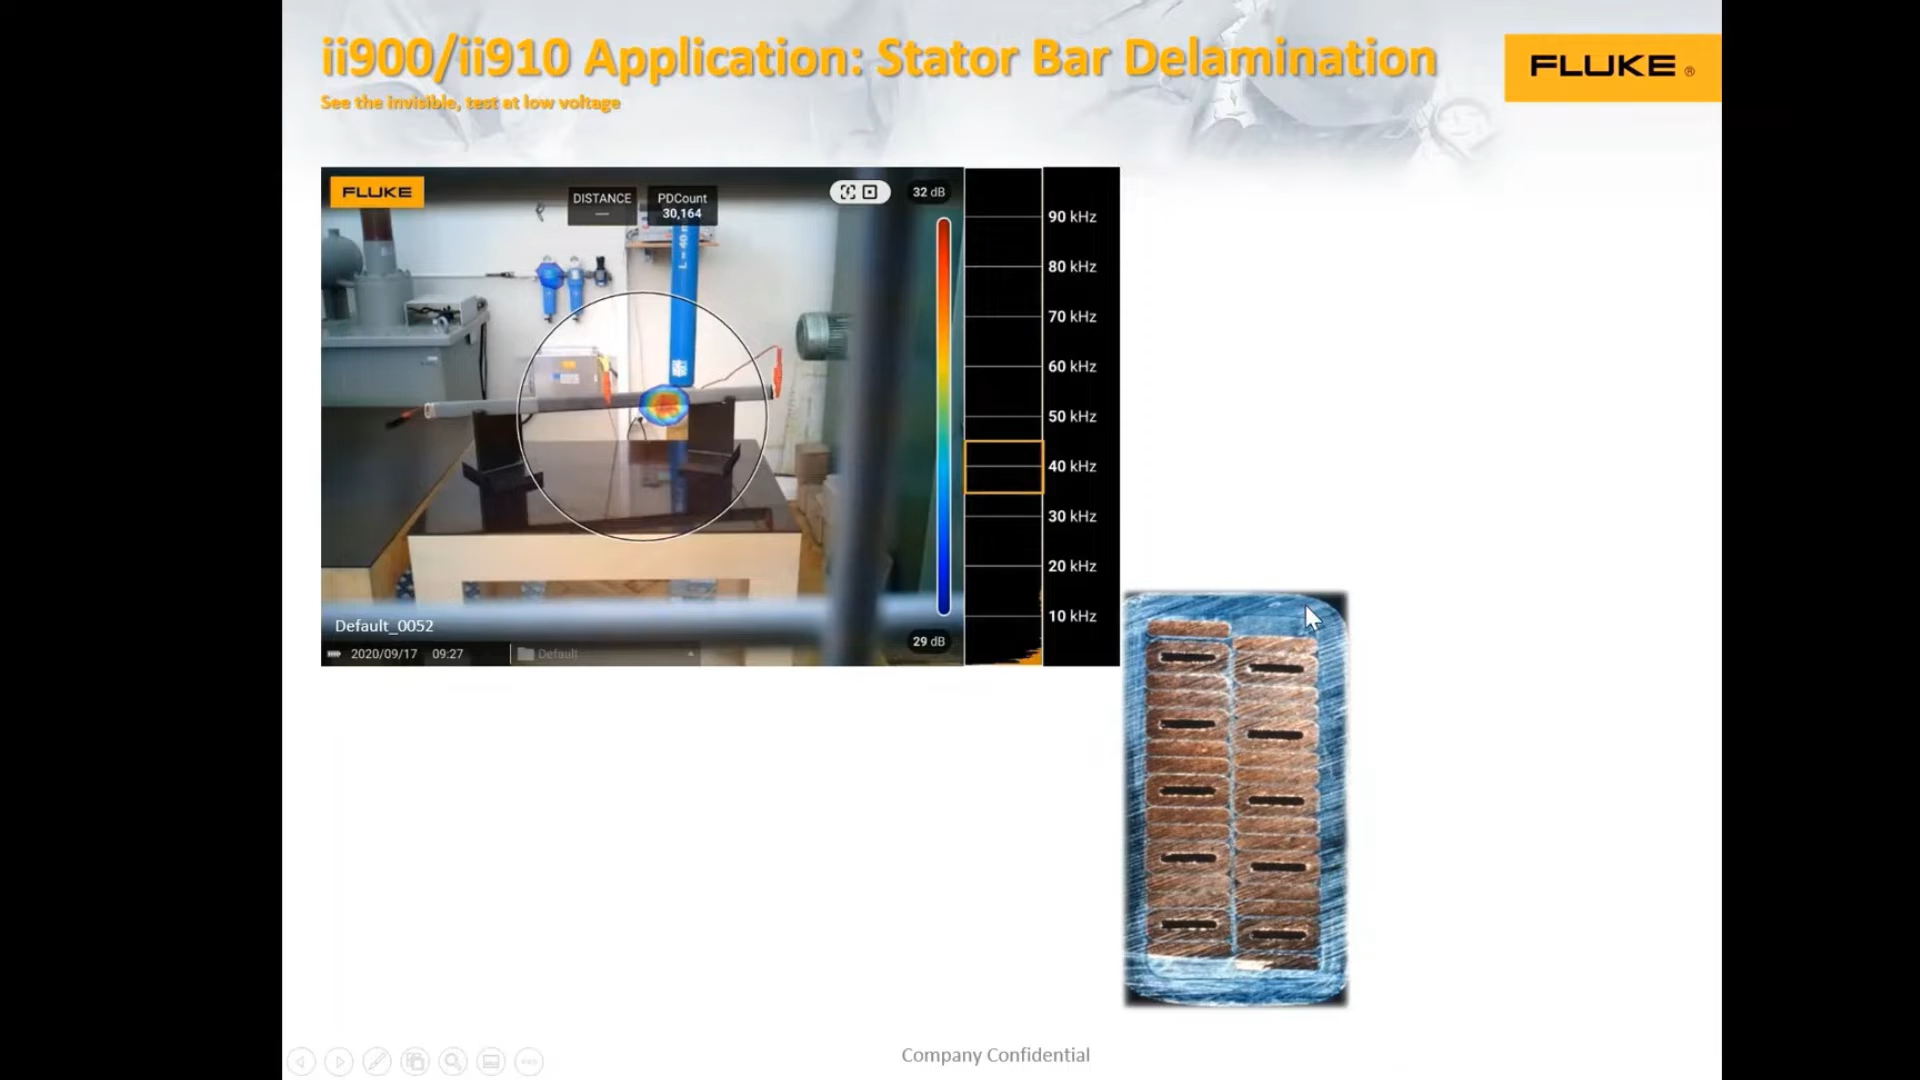 ii900/ii910 Application: Stator Bar Delamination
See the invisible, test at low voltage
FLUKE ®
FLUKE
DISTANCE
—
PDCount
30,164
32 dB
L = 40 m
90 kHz
80 kHz
70 kHz
60 kHz
50 kHz
40 kHz
30 kHz
20 kHz
10 kHz
Default_0052
29 dB
2020/09/17 09:27
Default
Company Confidential